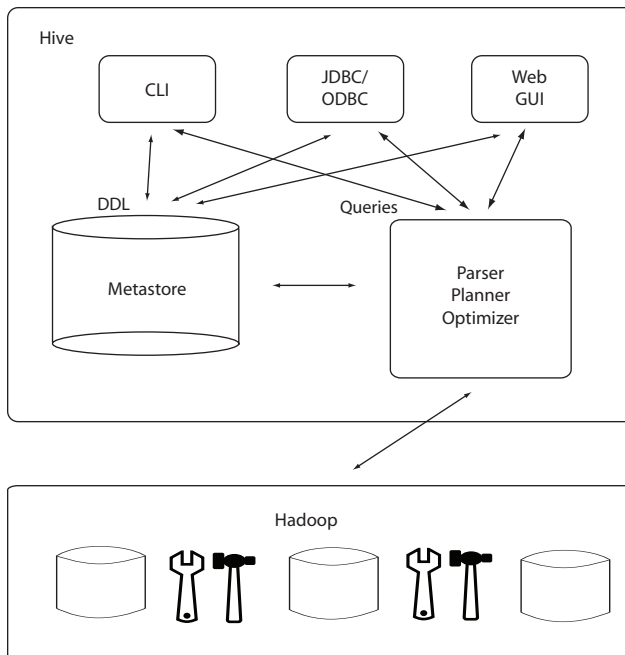 Hive
CLI
JDBC/
ODBC
Web
GUI
DDL
Queries
Metastore
Parser
Planner
Optimizer
Hadoop